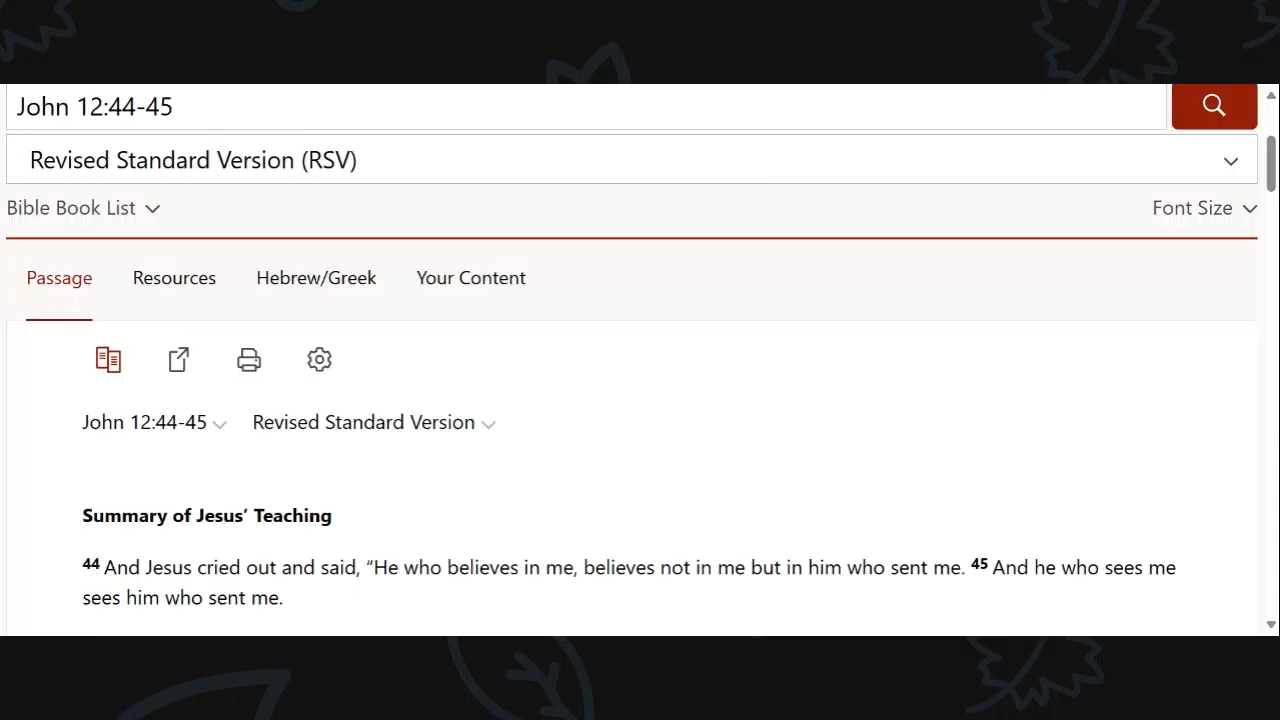 John 12:44-45
Revised Standard Version (RSV)
Bible Book List
Font Size
Passage
Resources
Hebrew/Greek
Your Content
John 12:44-45
Revised Standard Version
Summary of Jesus’ Teaching
44 And Jesus cried out and said, “He who believes in me, believes not in me but in him who sent me. 45 And he who sees me
sees him who sent me.